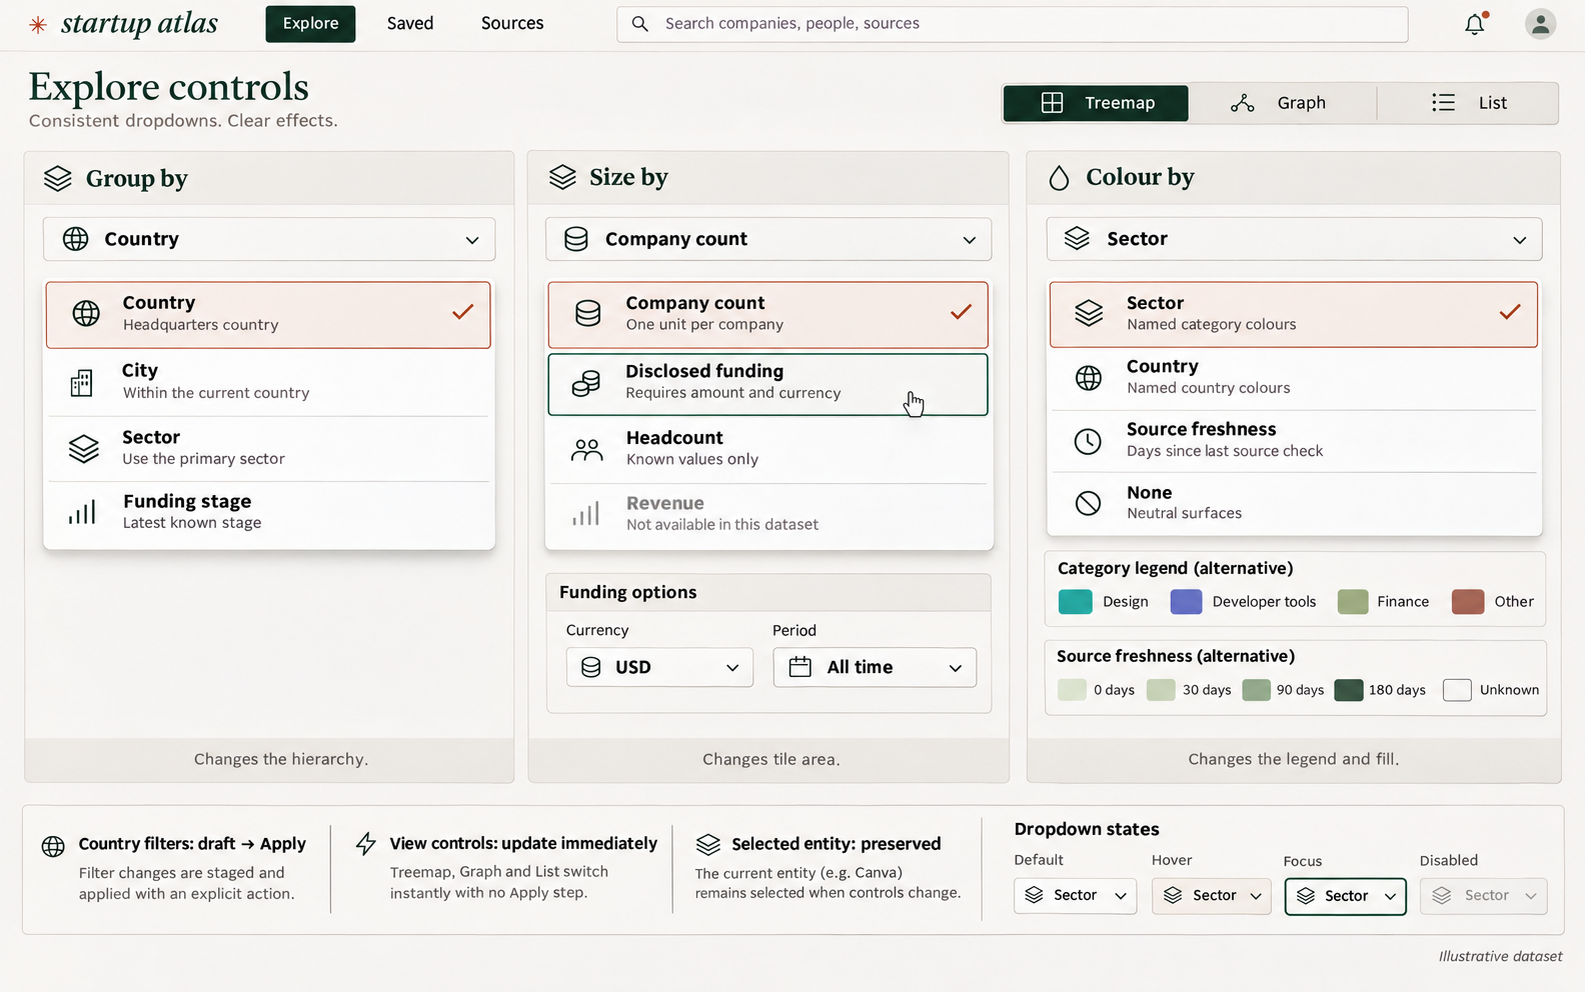 startup atlas
Explore
Saved
Sources
Search companies, people, sources
Explore controls
Consistent dropdowns. Clear effects.
Treemap
Graph
List
Group by
Country
Country
Headquarters country
City
Within the current country
Sector
Use the primary sector
Funding stage
Latest known stage
Changes the hierarchy.
Size by
Company count
Company count
One unit per company
Disclosed funding
Requires amount and currency
Headcount
Known values only
Revenue
Not available in this dataset
Funding options
Currency
Period
USD
All time
Changes tile area.
Colour by
Sector
Sector
Named category colours
Country
Named country colours
Source freshness
Days since last source check
None
Neutral surfaces
Category legend (alternative)
Design
Developer tools
Finance
Other
Source freshness (alternative)
0 days
30 days
90 days
180 days
Unknown
Changes the legend and fill.
Country filters: draft → Apply
Filter changes are staged and
applied with an explicit action.
View controls: update immediately
Treemap, Graph and List switch
instantly with no Apply step.
Selected entity: preserved
The current entity (e.g. Canva)
remains selected when controls change.
Dropdown states
Default
Hover
Focus
Disabled
Sector
Sector
Sector
Sector
Illustrative dataset